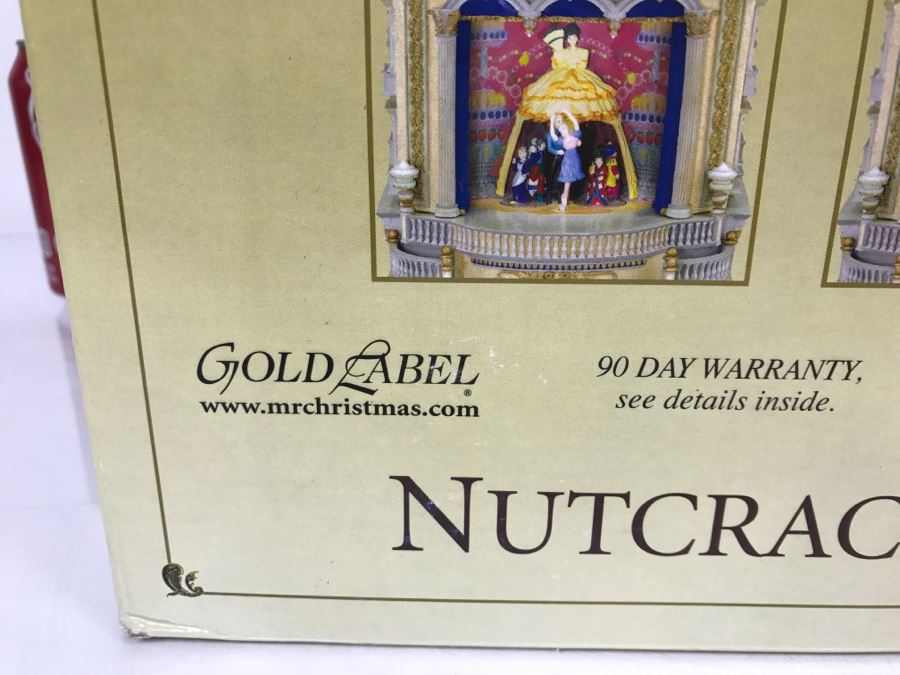 GOLD LABEL®
www.mrchristmas.com
90 DAY WARRANTY,
see details inside.
NUTCRAC